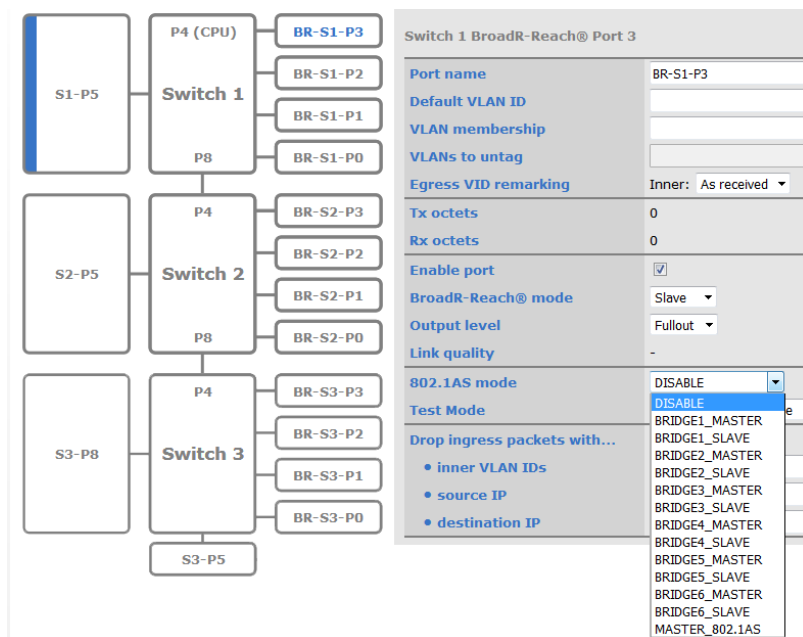 P4 (CPU)
BR-S1-P3
BR-S1-P2
S1-P5
Switch 1
BR-S1-P1
P8
BR-S1-P0
P4
BR-S2-P3
BR-S2-P2
S2-P5
Switch 2
BR-S2-P1
P8
BR-S2-P0
P4
BR-S3-P3
BR-S3-P2
S3-P8
Switch 3
BR-S3-P1
BR-S3-P0
S3-P5
Switch 1 BroadR-Reach® Port 3
Port name BR-S1-P3
Default VLAN ID
VLAN membership
VLANs to untag
Egress VID remarking Inner: As received
Tx octets 0
Rx octets 0
Enable port
BroadR-Reach® mode Slave
Output level Fullout
Link quality -
802.1AS mode DISABLE
Test Mode
Drop ingress packets with...
• inner VLAN IDs
• source IP
• destination IP
DISABLE
BRIDGE1_MASTER
BRIDGE1_SLAVE
BRIDGE2_MASTER
BRIDGE2_SLAVE
BRIDGE3_MASTER
BRIDGE3_SLAVE
BRIDGE4_MASTER
BRIDGE4_SLAVE
BRIDGE5_MASTER
BRIDGE5_SLAVE
BRIDGE6_MASTER
BRIDGE6_SLAVE
MASTER_802.1AS